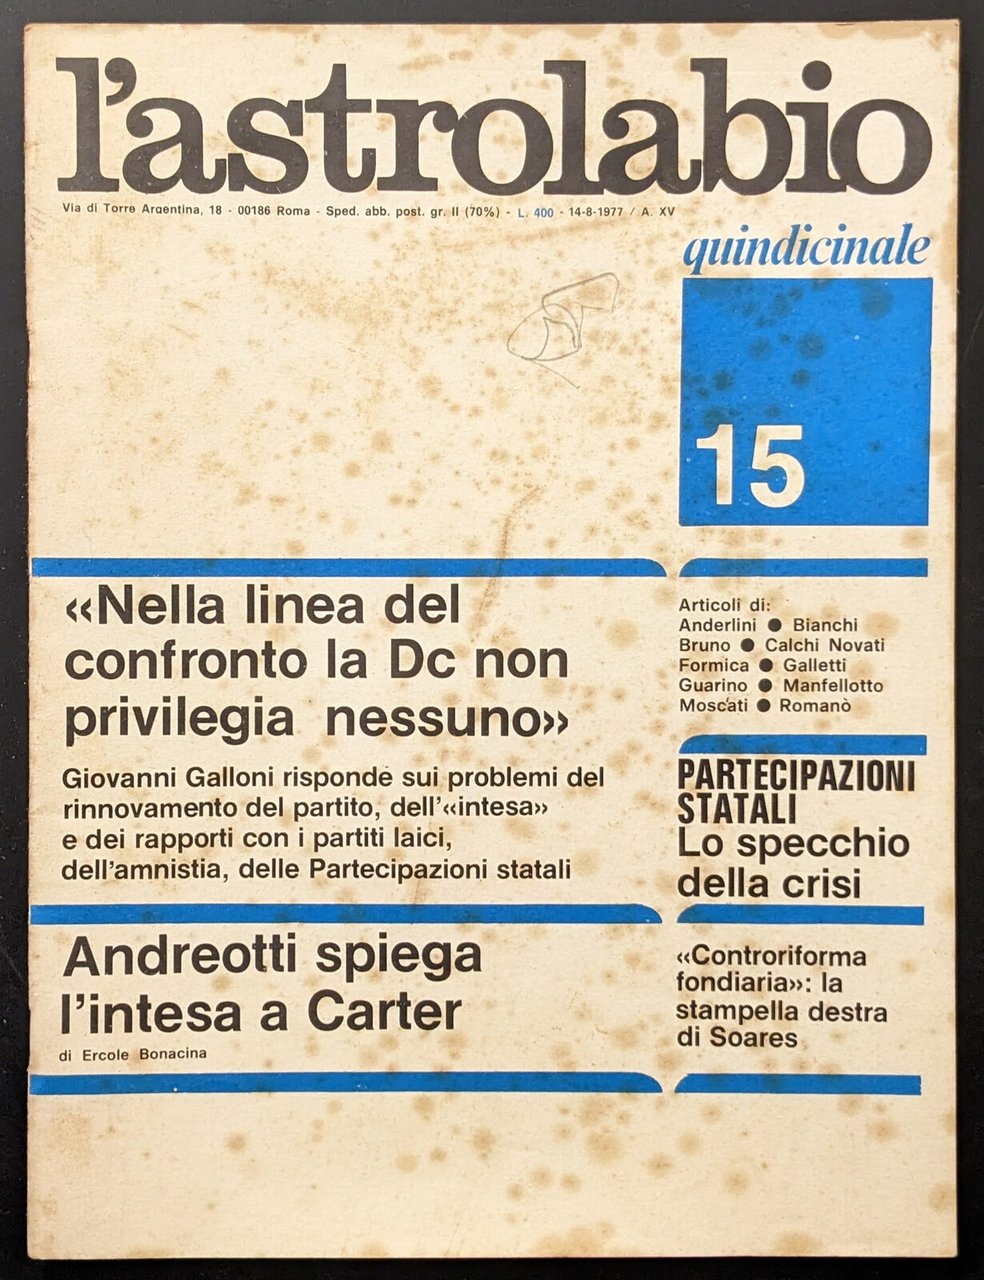 l'astrolabio
Via di Torre Argentina, 18 - 00186 Roma - Sped. abb. post. gr. II (70%) - L. 400 - 14-8-1977 / A. XV
quindicinale
15
«Nella linea del
confronto la Dc non
privilegia nessuno»
Giovanni Galloni risponde sui problemi del
rinnovamento del partito, dell'«intesa»
e dei rapporti con i partiti laici,
dell'amnistia, delle Partecipazioni statali
Andreotti spiega
l'intesa a Carter
di Ercole Bonacina
Articoli di:
Anderlini ● Bianchi
Bruno ● Calchi Novati
Formica ● Galletti
Guarino ● Manfellotto
Moscati ● Romanò
PARTECIPAZIONI
STATALI
Lo specchio
della crisi
«Controriforma
fondiaria»: la
stampella destra
di Soares